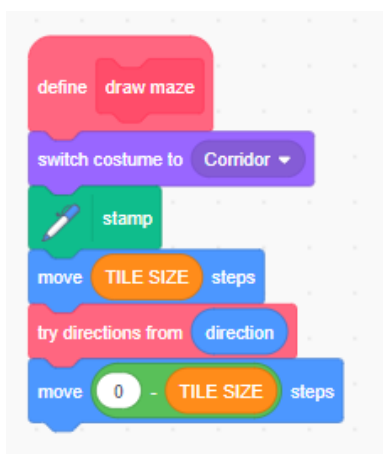 define draw maze
switch costume to Corridor
stamp
move TILE SIZE steps
try directions from direction
move 0 - TILE SIZE steps